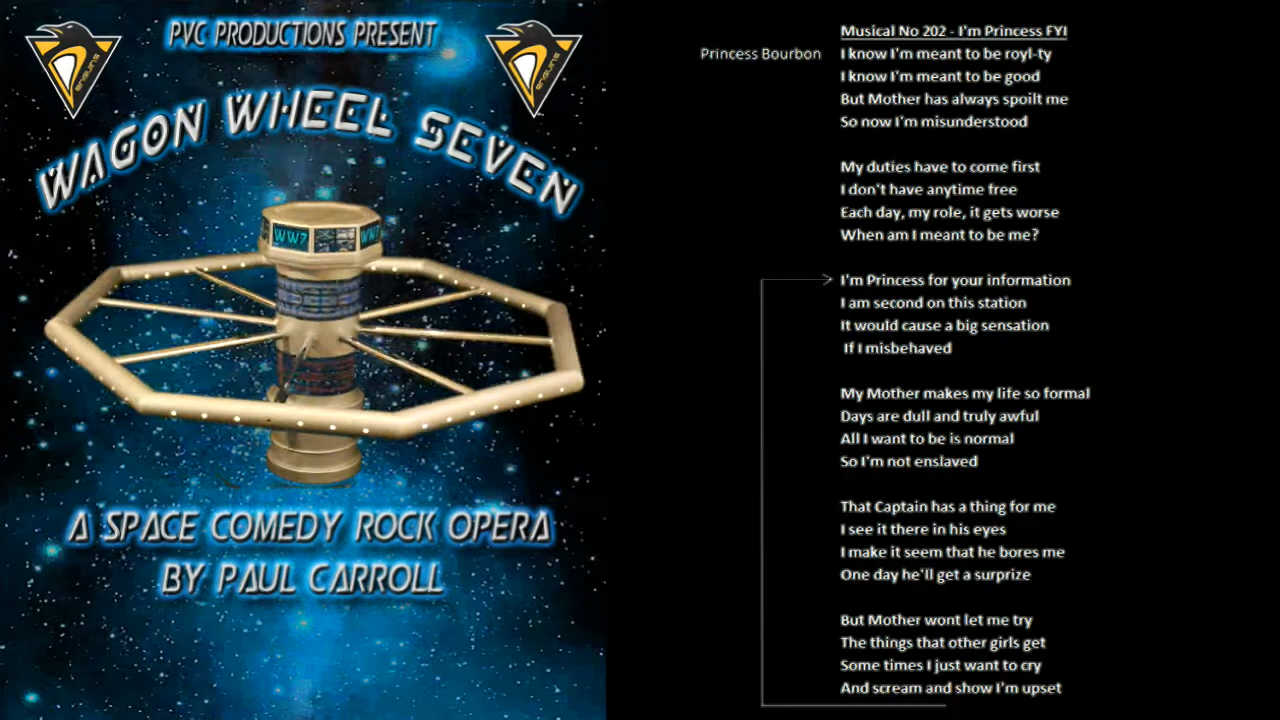 PVC PRODUCTIONS PRESENT
WAGON WHEEL SEVEN
WW7
WW7
A SPACE COMEDY ROCK OPERA
BY PAUL CARROLL
Musical No 202 - I'm Princess FYI
Princess Bourbon I know I'm meant to be royl-ty
I know I'm meant to be good
But Mother has always spoilt me
So now I'm misunderstood
My duties have to come first
I don't have anytime free
Each day, my role, it gets worse
When am I meant to be me?
I'm Princess for your information
I am second on this station
It would cause a big sensation
If I misbehaved
My Mother makes my life so formal
Days are dull and truly awful
All I want to be is normal
So I'm not enslaved
That Captain has a thing for me
I see it there in his eyes
I make it seem that he bores me
One day he'll get a surprize
But Mother wont let me try
The things that other girls get
Some times I just want to cry
And scream and show I'm upset